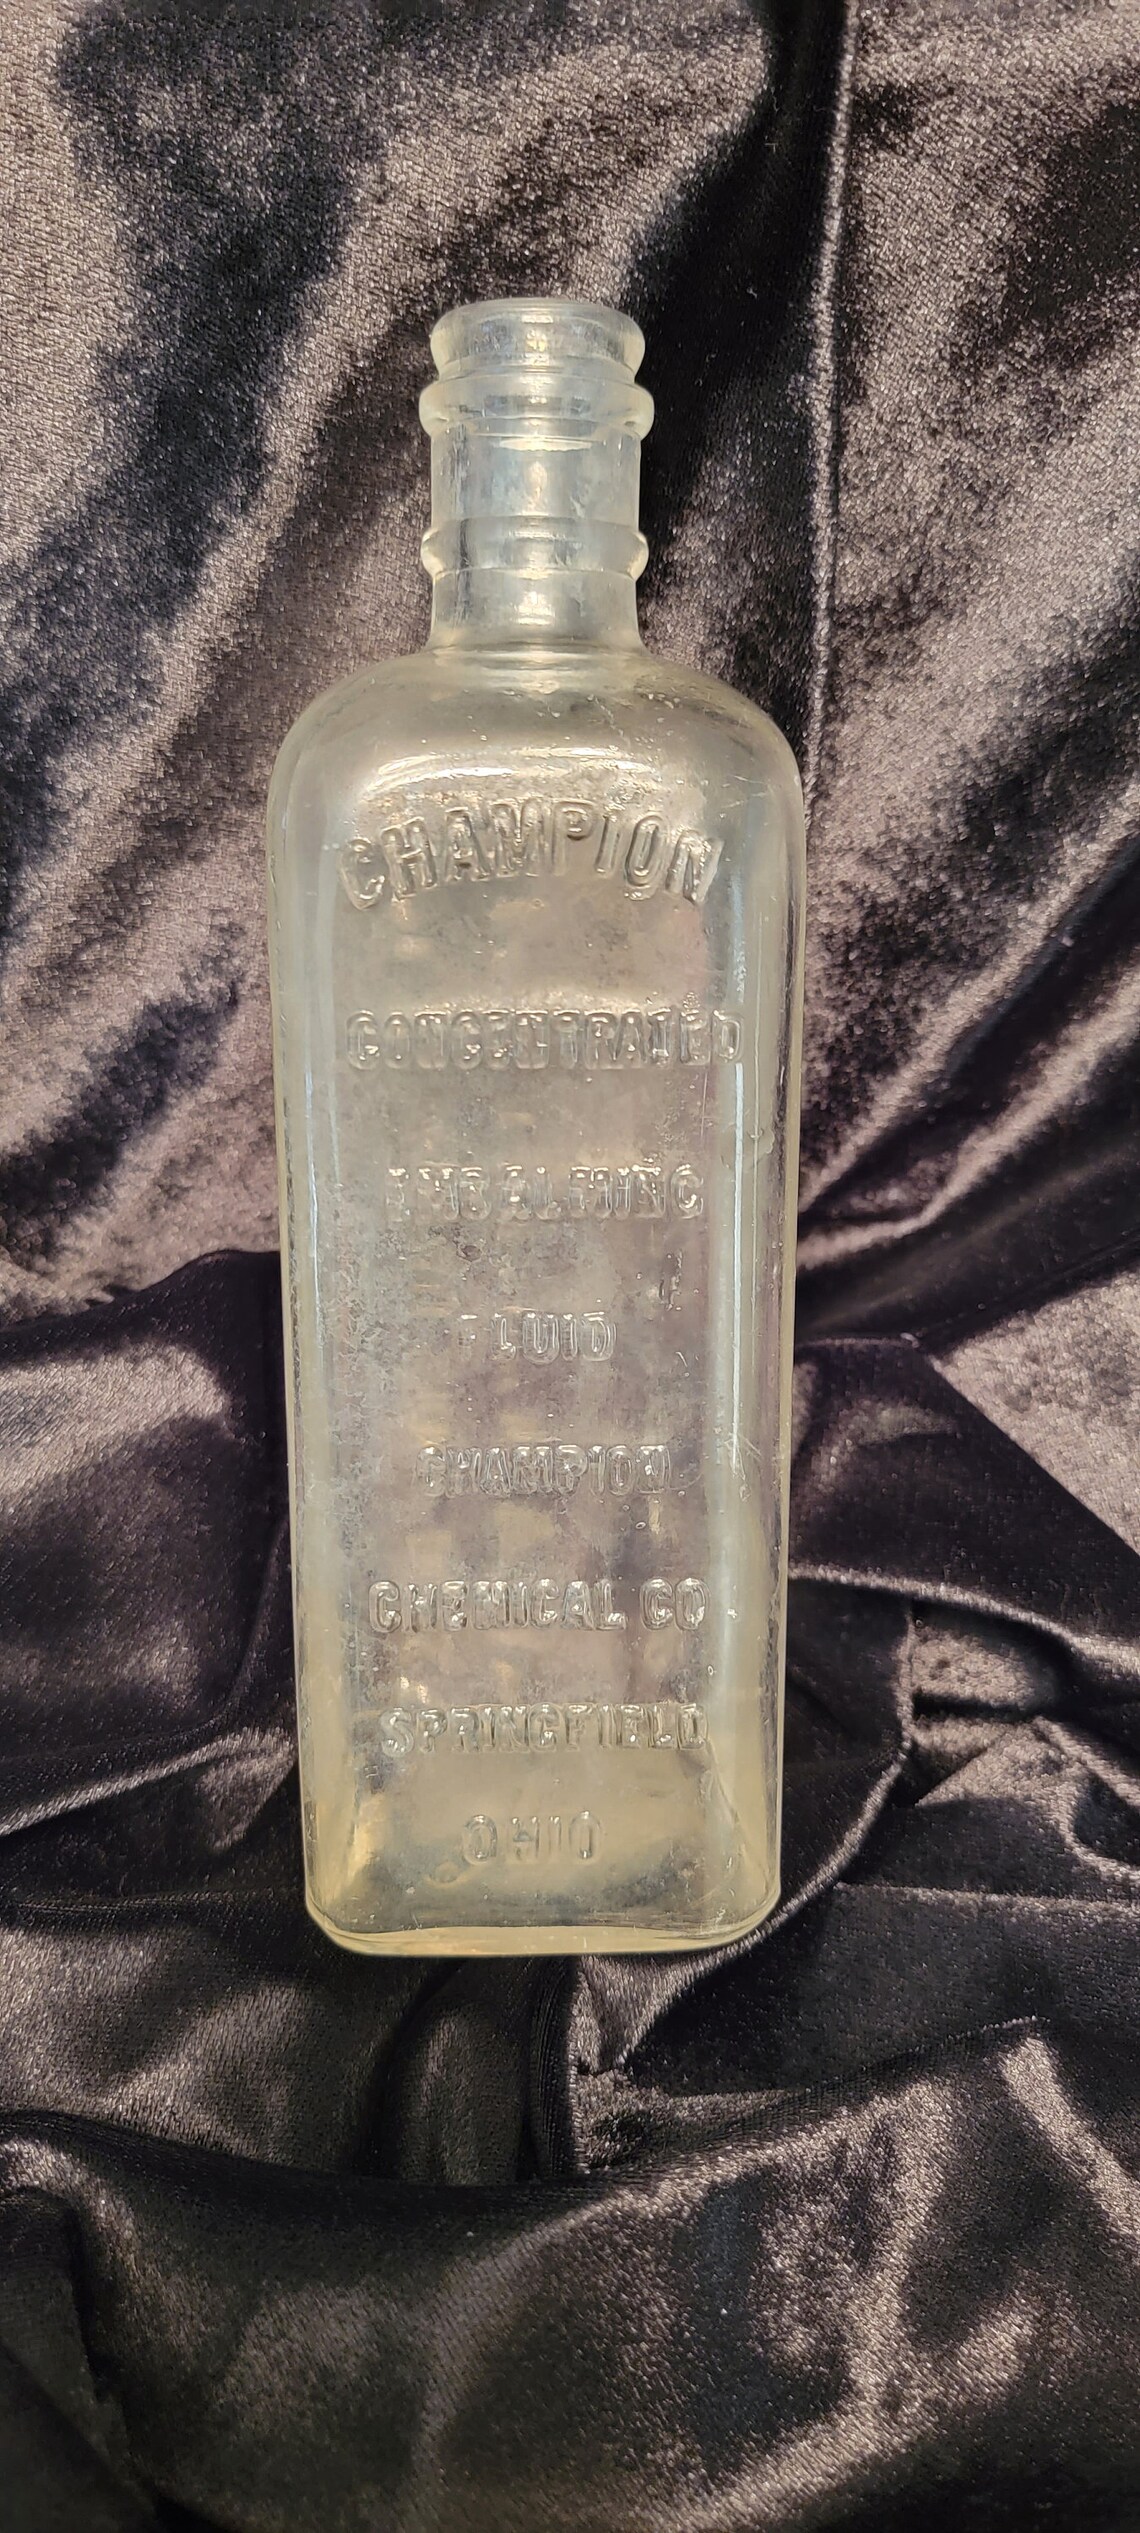 CHAMPION
CONCENTRATED
EMBALMING
FLUID
CHAMPION
CHEMICAL CO
SPRINGFIELD
OHIO